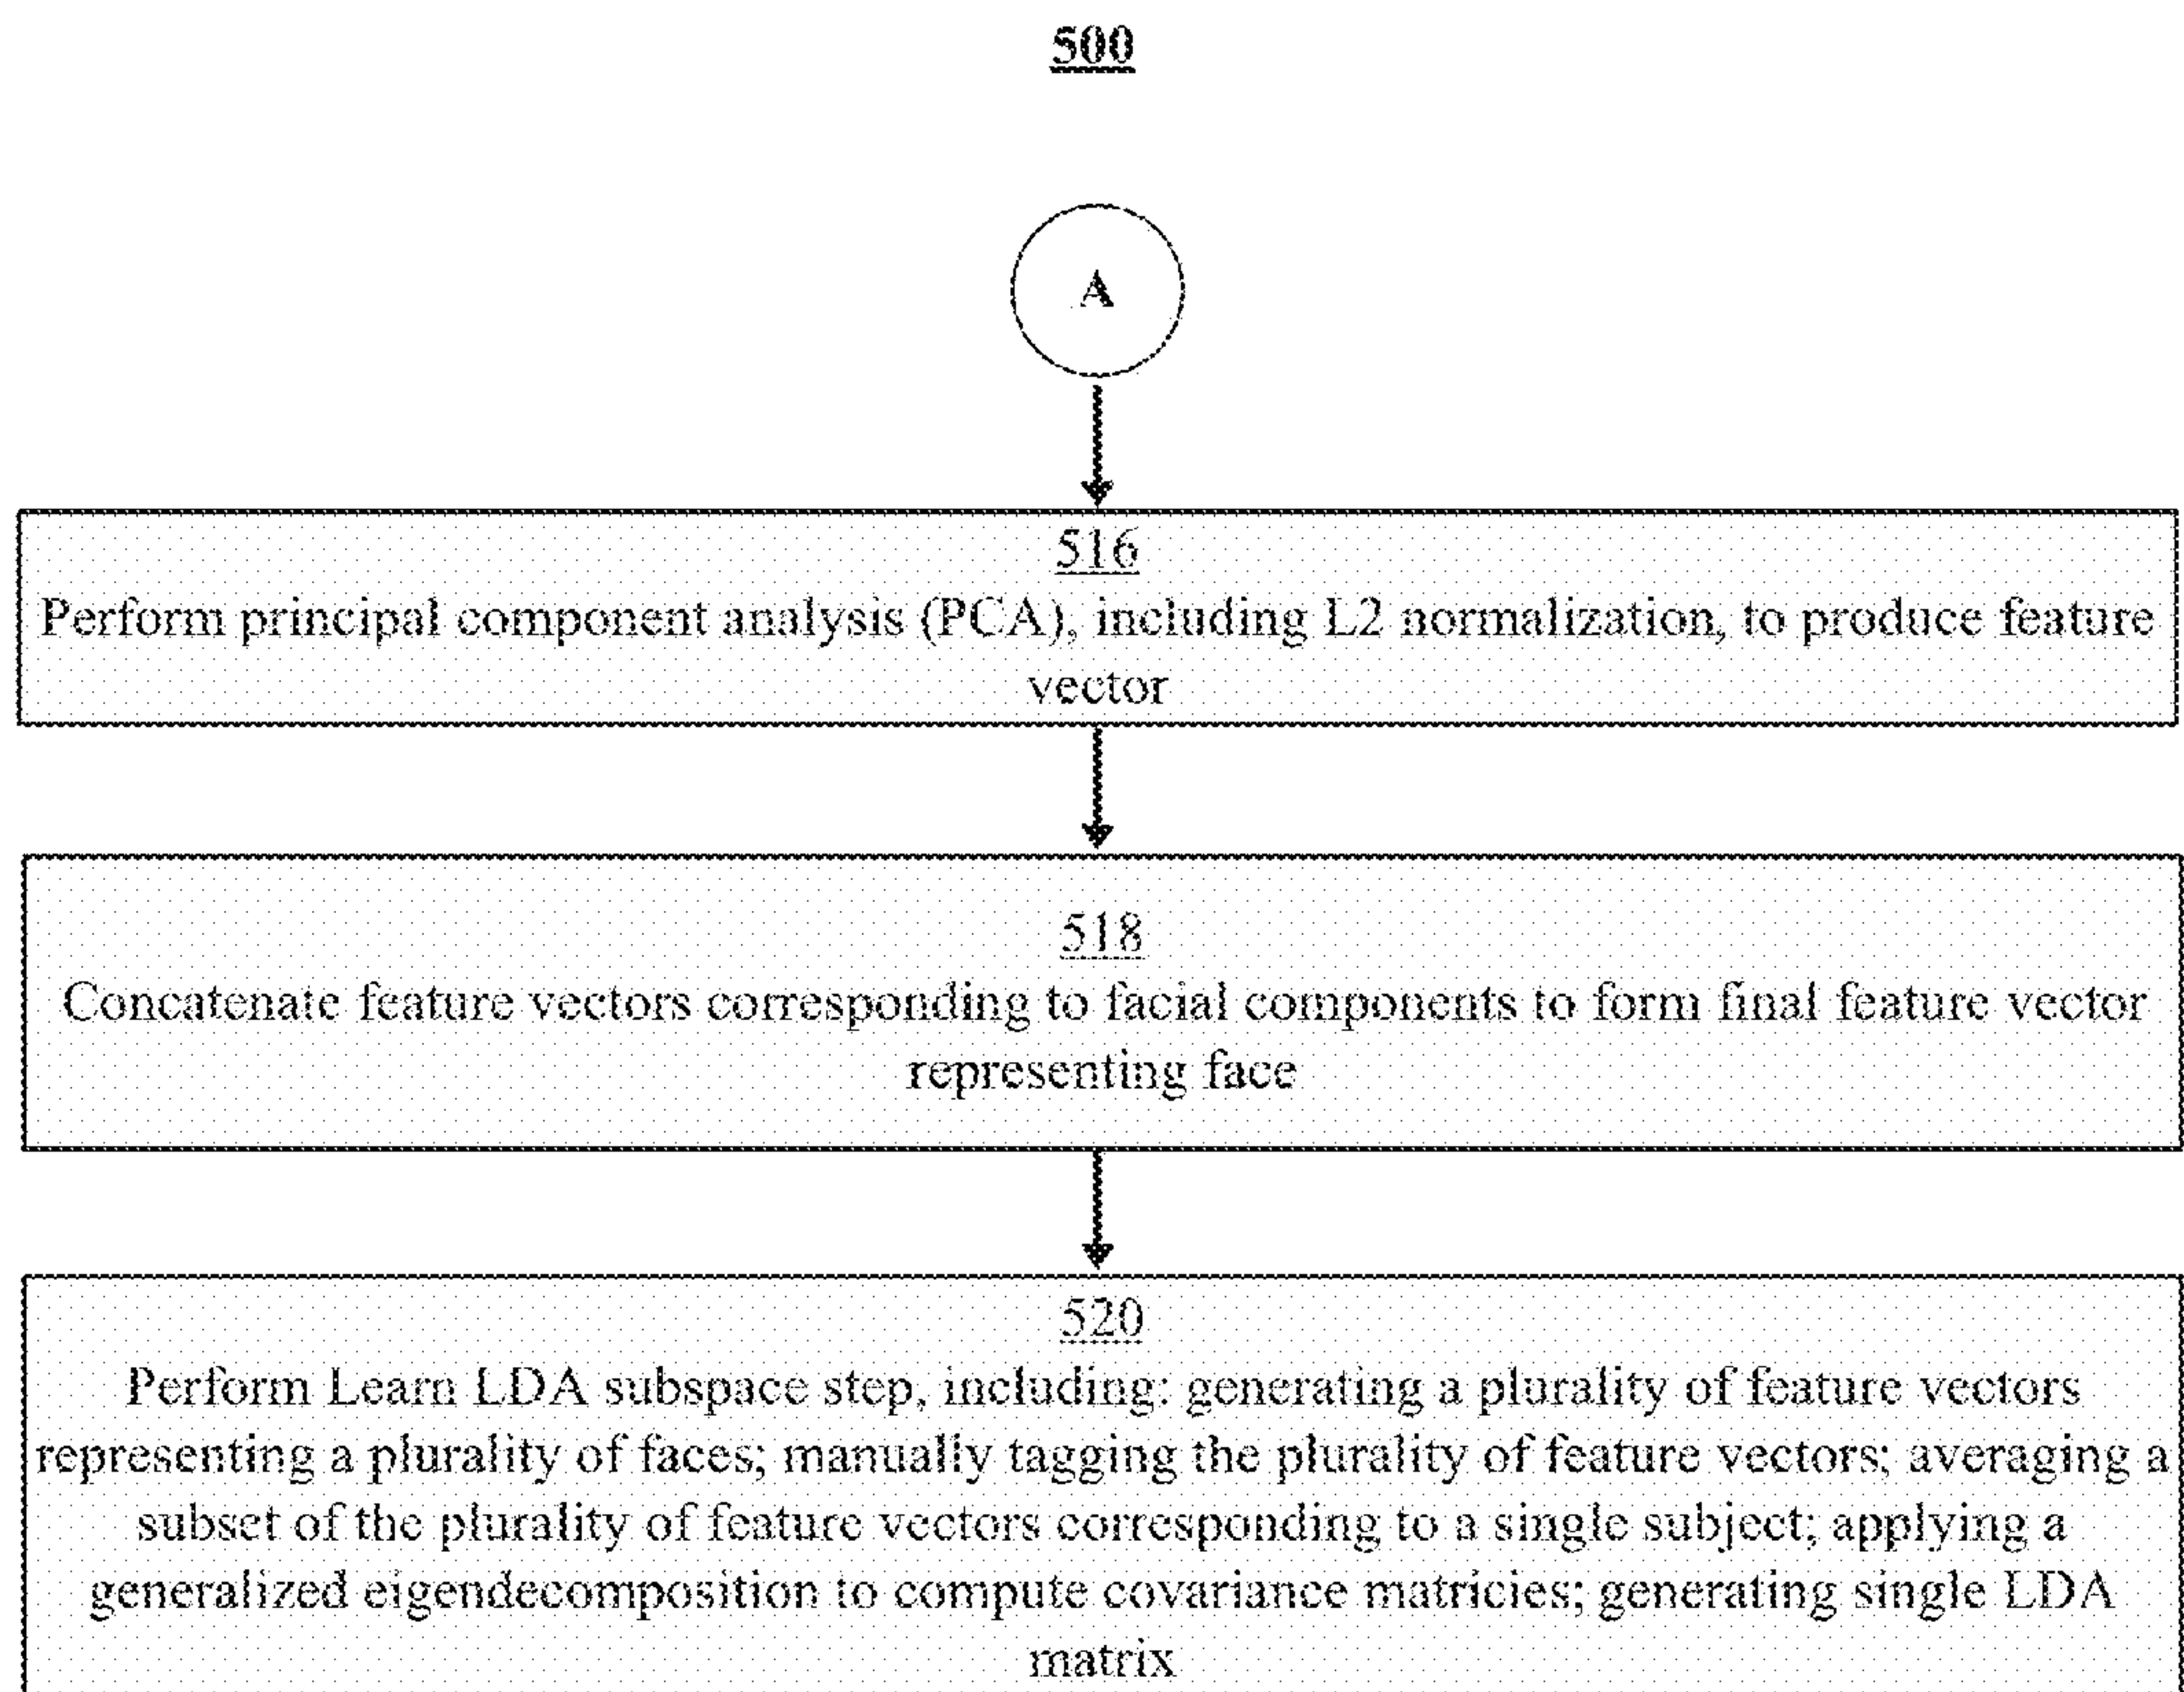 500
A
516
Perform principal component analysis (PCA), including L2 normalization, to produce feature
vector
518
Concatenate feature vectors corresponding to facial components to form final feature vector
representing face
520
Perform Learn LDA subspace step, including: generating a plurality of feature vectors
representing a plurality of faces; manually tagging the plurality of feature vectors; averaging a
subset of the plurality of feature vectors corresponding to a single subject; applying a
generalized eigendecomposition to compute covariance matricies; generating single LDA
matrix